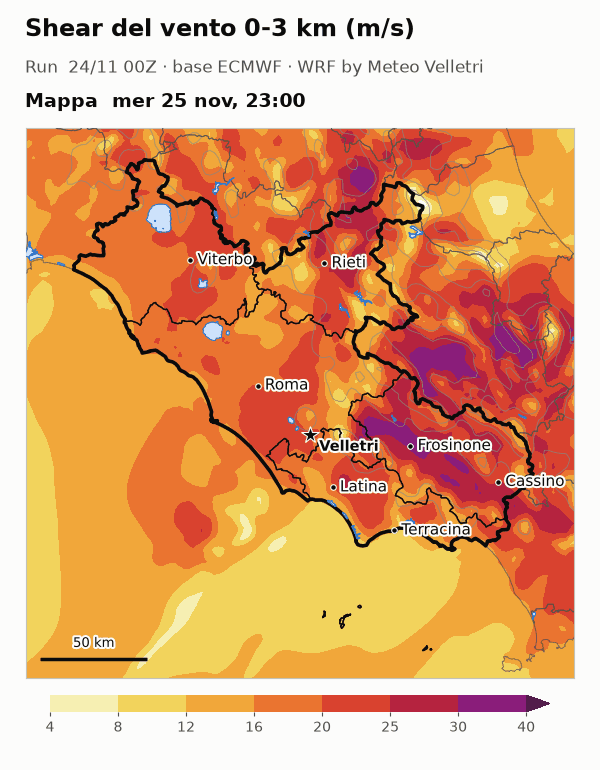 Shear del vento 0-3 km (m/s)
Run  24/11 00Z · base ECMWF · WRF by Meteo Velletri
Mappa  mer 25 nov, 23:00
Viterbo
Rieti
Roma
Velletri
Frosinone
Latina
Cassino
Terracina
50 km
4 8 12 16 20 25 30 40